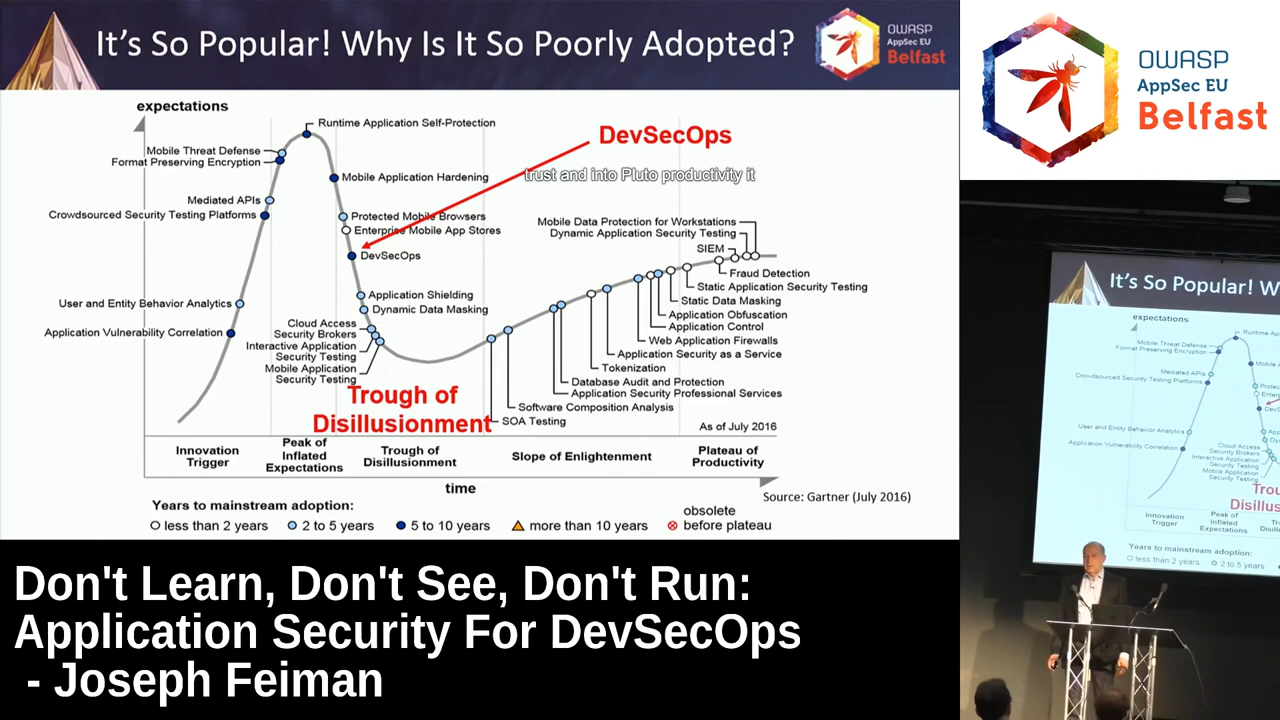 It's So Popular! Why Is It So Poorly Adopted?
OWASP
AppSec EU
Belfast
expectations
Runtime Application Self-Protection
DevSecOps
Mobile Threat Defense
Format Preserving Encryption
trust and into Pluto productivity it
Mobile Application Hardening
Mediated APIs
Crowdsourced Security Testing Platforms
Protected Mobile Browsers
Enterprise Mobile App Stores
Mobile Data Protection for Workstations
Dynamic Application Security Testing
SIEM
DevSecOps
Fraud Detection
Static Application Security Testing
User and Entity Behavior Analytics
Application Shielding
Static Data Masking
Dynamic Data Masking
Application Obfuscation
Cloud Access
Security Brokers
Application Control
Application Vulnerability Correlation
Interactive Application
Security Testing
Web Application Firewalls
Application Security as a Service
Mobile Application
Security Testing
Tokenization
Database Audit and Protection
Application Security Professional Services
Trough of
Disillusionment
Software Composition Analysis
SOA Testing
As of July 2016
Innovation
Trigger
Peak of
Inflated
Expectations
Trough of
Disillusionment
Slope of Enlightenment
Plateau of
Productivity
time
Source: Gartner (July 2016)
Years to mainstream adoption:
less than 2 years
2 to 5 years
5 to 10 years
more than 10 years
obsolete
before plateau
Don't Learn, Don't See, Don't Run:
Application Security For DevSecOps
- Joseph Feiman
OWASP
AppSec EU
Belfast
It's So Popular! W
expectations
Mobile Threat Defense
Format Preserving Encryption
Mediated APIs
Crowdsourced Security Testing Platforms
User and Entity Behavior Analytics
Application Vulnerability Correlation
Cloud Access
Security Brokers
Interactive Application
Security Testing
Mobile Application
Security Testing
Trou
Disillus
Innovation
Trigger
Peak of
Inflated
Expectations
Years to mainstream adoption:
less than 2 years
2 to 5 years